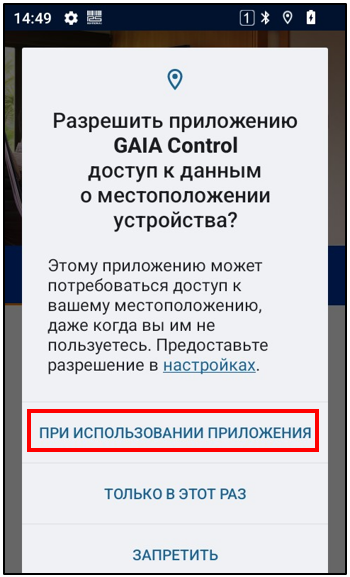 14:49 1
Разрешить приложению
GAIA Control
доступ к данным
о местоположении
устройства?
Этому приложению может
потребоваться доступ к
вашему местоположению,
даже когда вы им не
пользуетесь. Предоставьте
разрешение в настройках.
ПРИ ИСПОЛЬЗОВАНИИ ПРИЛОЖЕНИЯ
ТОЛЬКО В ЭТОТ РАЗ
ЗАПРЕТИТЬ